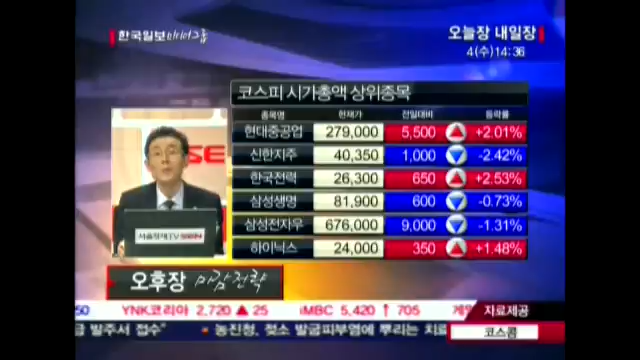 한국일보 미디어그룹
오늘장 내일장
4(수) 14:36
코스피 시가총액 상위종목
종목명 현재가 전일대비 등락률
현대중공업 279,000 5,500 ▲ +2.01%
신한지주 40,350 1,000 ▼ -2.42%
한국전력 26,300 650 ▲ +2.53%
삼성생명 81,900 600 ▼ -0.73%
삼성전자우 676,000 9,000 ▼ -1.31%
하이닉스 24,000 350 ▲ +1.48%
SE
서울경제TV SEN
오후장 마감전략
50 YNK코리아 2,720 ▲ 25 iMBC 5,420 ↑ 705 게임
자료제공
급 발주서 접수" ▪ 농진청, 젖소 발굽피부염에 뿌리는 치료
코스콤